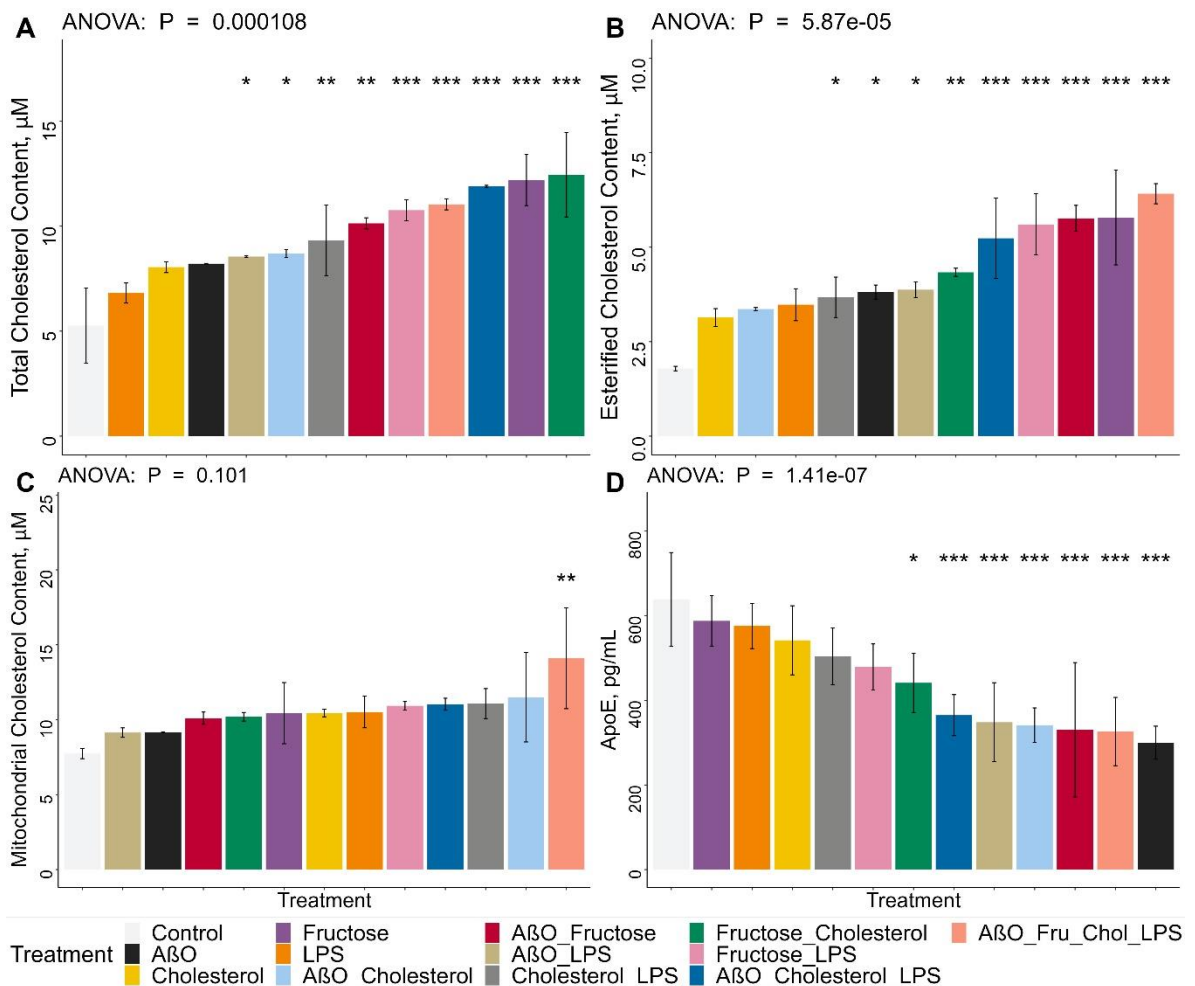 A ANOVA: P = 0.000108
Total Cholesterol Content, µM
0
5
10
15
* * ** ** *** *** *** *** ***
B ANOVA: P = 5.87e-05
Esterified Cholesterol Content, µM
0.0
2.5
5.0
7.5
10.0
* * * ** *** *** *** *** ***
C ANOVA: P = 0.101
Mitochondrial Cholesterol Content, µM
0
5
10
15
20
25
**
Treatment
D ANOVA: P = 1.41e-07
ApoE, pg/mL
0
200
400
600
800
* *** *** *** *** *** ***
Treatment
Treatment
Control Fructose AßO_Fructose Fructose_Cholesterol AßO_Fru_Chol_LPS
AßO LPS AßO_LPS Fructose_LPS
Cholesterol AßO Cholesterol Cholesterol LPS AßO Cholesterol LPS